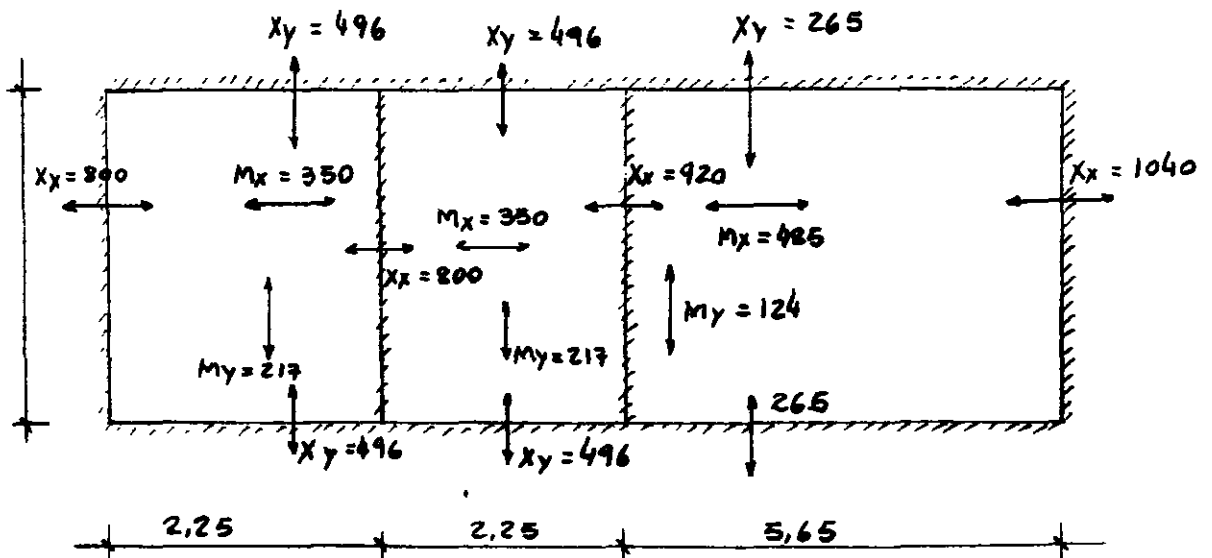 Xy = 496 Xy = 496 Xy = 265
Xx = 800 Mx = 350 Xx = 920 Xx = 1040
Mx = 350 Mx = 485
Xx = 800
My = 124
My = 217 My = 217
265
Xy = 496 Xy = 496
2,25 2,25 5,65